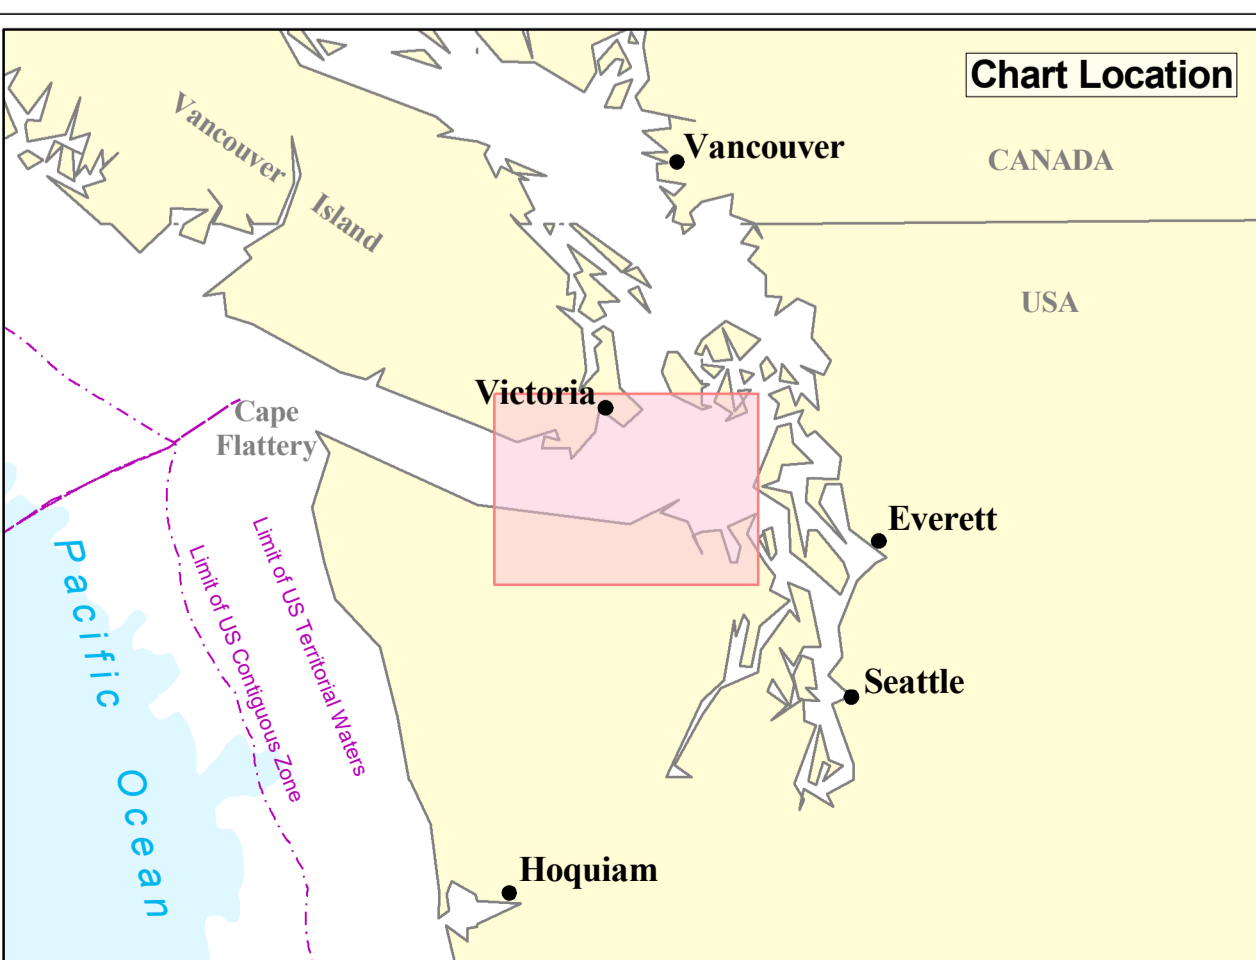 Chart Location
Vancouver
Island
Vancouver
CANADA
USA
Victoria
Cape
Flattery
Everett
Limit of US Territorial Waters
Limit of US Contiguous Zone
Pacific Ocean
Seattle
Hoquiam